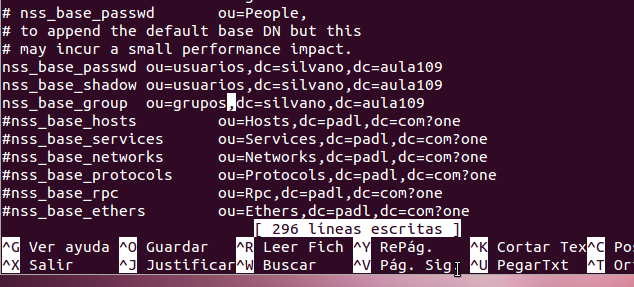 # nss_base_passwd ou=People,
# to append the default base DN but this
# may incur a small performance impact.
nss_base_passwd ou=usuarios,dc=silvano,dc=aula109
nss_base_shadow ou=usuarios,dc=silvano,dc=aula109
nss_base_group ou=grupos,dc=silvano,dc=aula109
#nss_base_hosts ou=Hosts,dc=padl,dc=com?one
#nss_base_services ou=Services,dc=padl,dc=com?one
#nss_base_networks ou=Networks,dc=padl,dc=com?one
#nss_base_protocols ou=Protocols,dc=padl,dc=com?one
#nss_base_rpc ou=Rpc,dc=padl,dc=com?one
#nss_base_ethers ou=Ethers,dc=padl,dc=com?one
[ 296 líneas escritas ]
^G Ver ayuda ^O Guardar ^R Leer Fich ^Y RePág. ^K Cortar Tex ^C Pos
^X Salir ^J Justificar ^W Buscar ^V Pág. Sig. ^U PegarTxt ^T Ort